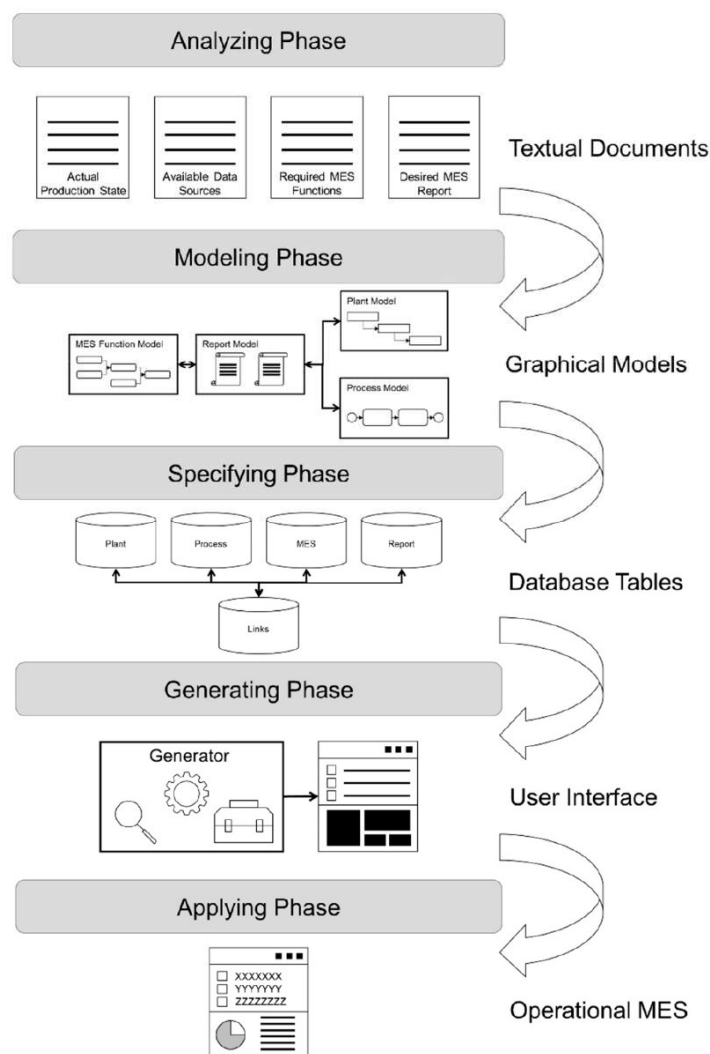 Analyzing Phase
Actual
Production State
Available Data
Sources
Required MES
Functions
Desired MES
Report
Textual Documents
Modeling Phase
MES Function Model
Report Model
Plant Model
Process Model
Graphical Models
Specifying Phase
Plant
Process
MES
Report
Links
Database Tables
Generating Phase
Generator
User Interface
Applying Phase
XXXXXXX
YYYYYYY
ZZZZZZZZ
Operational MES